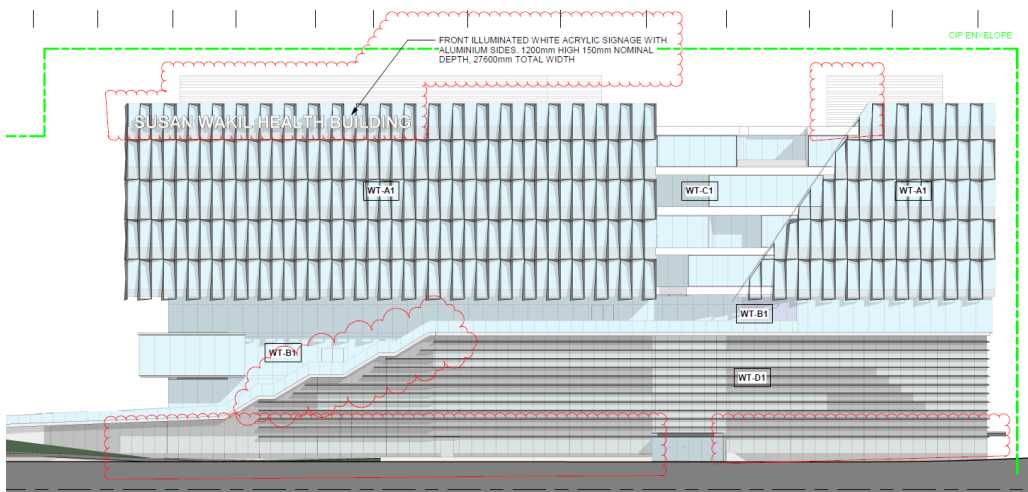 CIP ENVELOPE
FRONT ILLUMINATED WHITE ACRYLIC SIGNAGE WITH
ALUMINIUM SIDES. 1200mm HIGH 150mm NOMINAL
DEPTH, 27600mm TOTAL WIDTH
SUSAN WAKIL HEALTH BUILDING
WT-A1
WT-C1
WT-A1
WT-B1
WT-B1
WT-D1